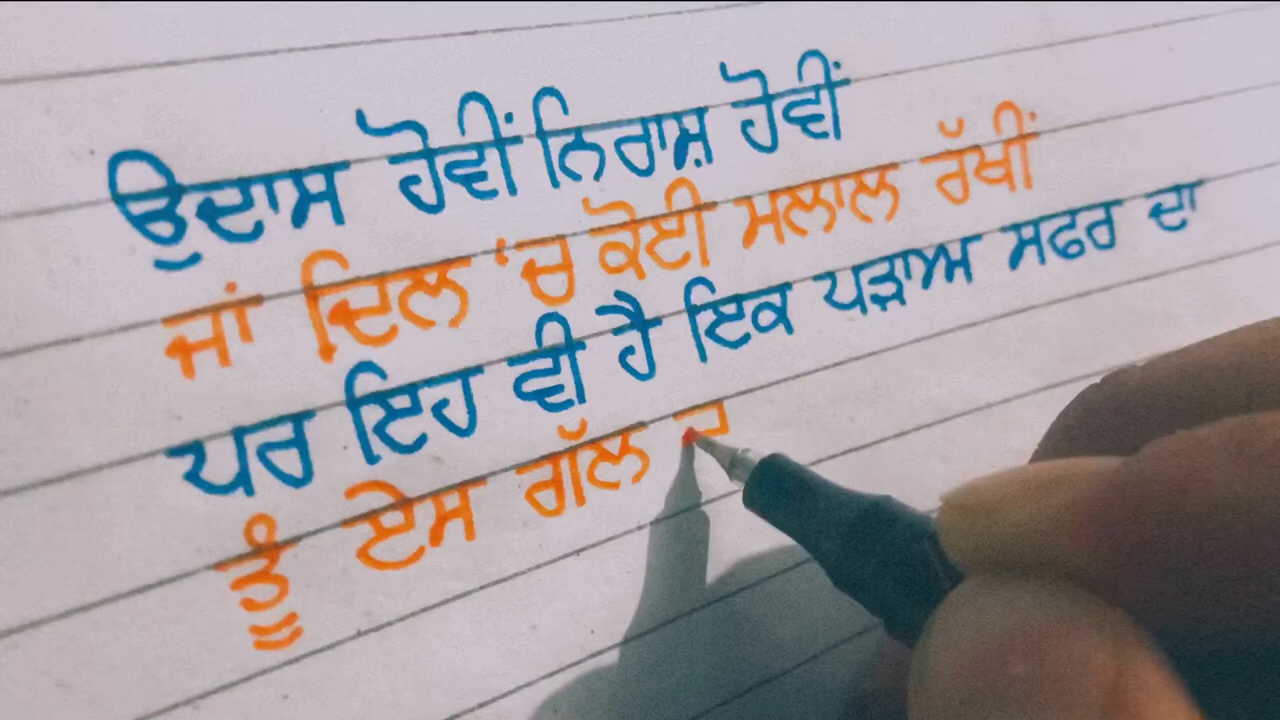 ਉਦਾਸ ਹੋਵੀਂ ਨਿਰਾਸ਼ ਹੋਵੀਂ
ਜਾਂ ਦਿਲ 'ਚ ਕੋਈ ਮਲਾਲ ਰੱਖੀਂ
ਪਰ ਇਹ ਵੀ ਹੈ ਇਕ ਪੜਾਅ ਸਫਰ ਦਾ
ਤੂੰ ਏਸ ਗੱਲ